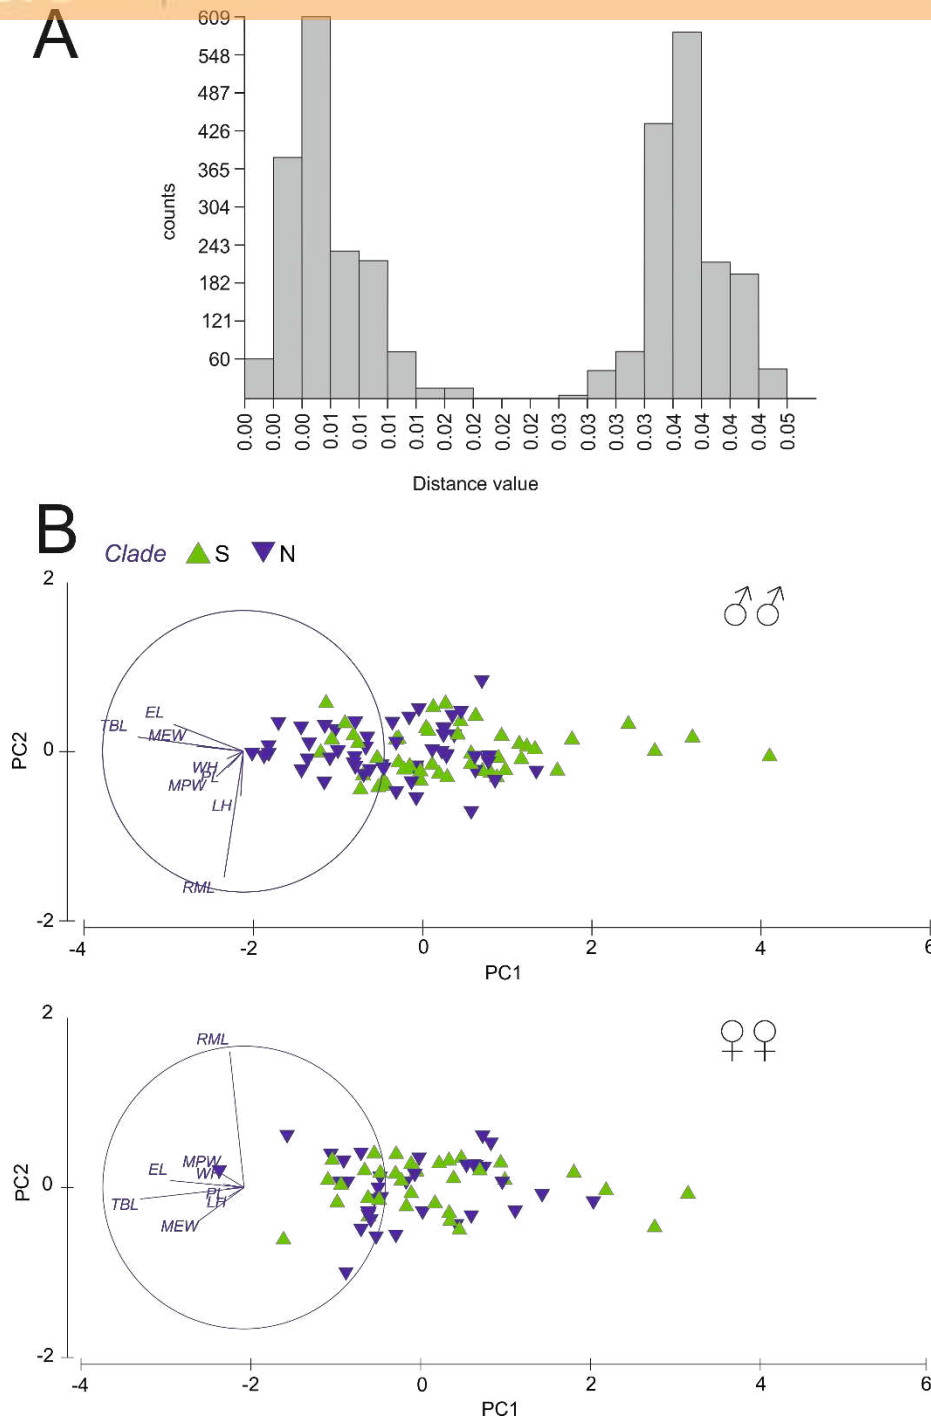 A
609
548
487
426
365
304
243
182
121
60
counts
0.00 0.00 0.00 0.01 0.01 0.01 0.01 0.02 0.02 0.02 0.02 0.03 0.03 0.03 0.03 0.04 0.04 0.04 0.04 0.05
Distance value
B
Clade S N
2
♂♂
EL
TBL
MEW
PC2
0
WH
PL
MPW
LH
RML
-2
-4 -2 0 2 4 6
PC1
2
♀♀
RML
MPW
EL
WH
PC2
0
PL
TBL
LH
MEW
-2
-4 -2 0 2 4 6
PC1